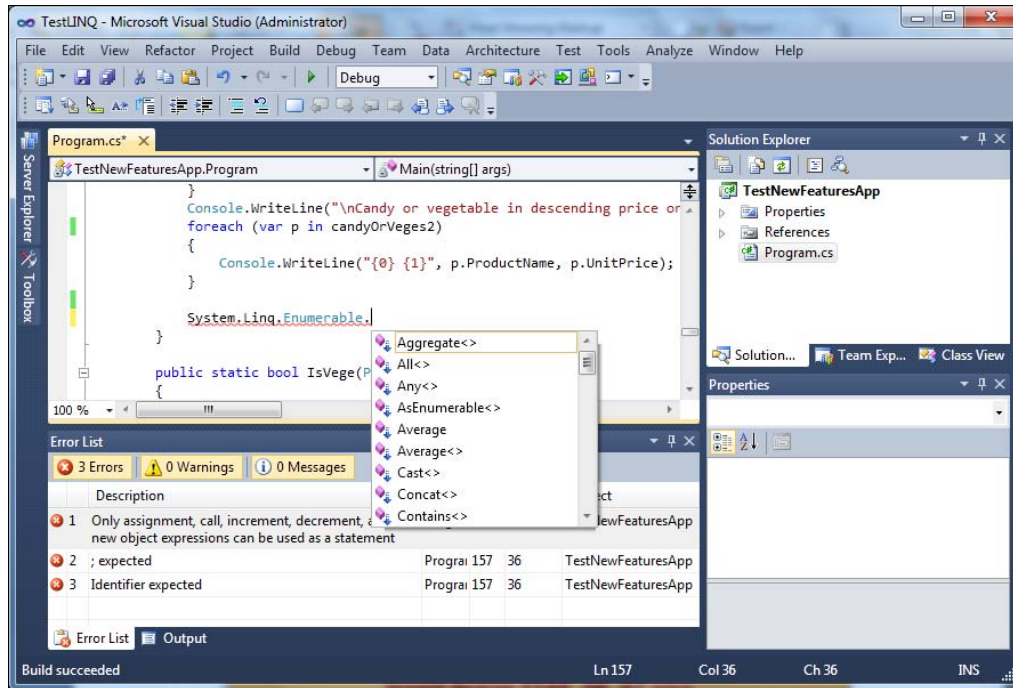 TestLINQ - Microsoft Visual Studio (Administrator)
File Edit View Refactor Project Build Debug Team Data Architecture Test Tools Analyze Window Help
Debug
Server Explorer
Toolbox
Program.cs*
TestNewFeaturesApp.Program
Main(string[] args)
}
Console.WriteLine("\nCandy or vegetable in descending price or
foreach (var p in candyOrVeges2)
{
Console.WriteLine("{0} {1}", p.ProductName, p.UnitPrice);
}
System.Linq.Enumerable.
}
public static bool IsVege(P
{
100 %
Aggregate<>
All<>
Any<>
AsEnumerable<>
Average
Average<>
Cast<>
Concat<>
Contains<>
Solution Explorer
TestNewFeaturesApp
Properties
References
Program.cs
Solution... Team Exp... Class View
Properties
Error List
3 Errors 0 Warnings 0 Messages
Description ect
1 Only assignment, call, increment, decrement, a lewFeaturesApp
new object expressions can be used as a statement
2 ; expected Progra 157 36 TestNewFeaturesApp
3 Identifier expected Progra 157 36 TestNewFeaturesApp
Error List Output
Build succeeded Ln 157 Col 36 Ch 36 INS